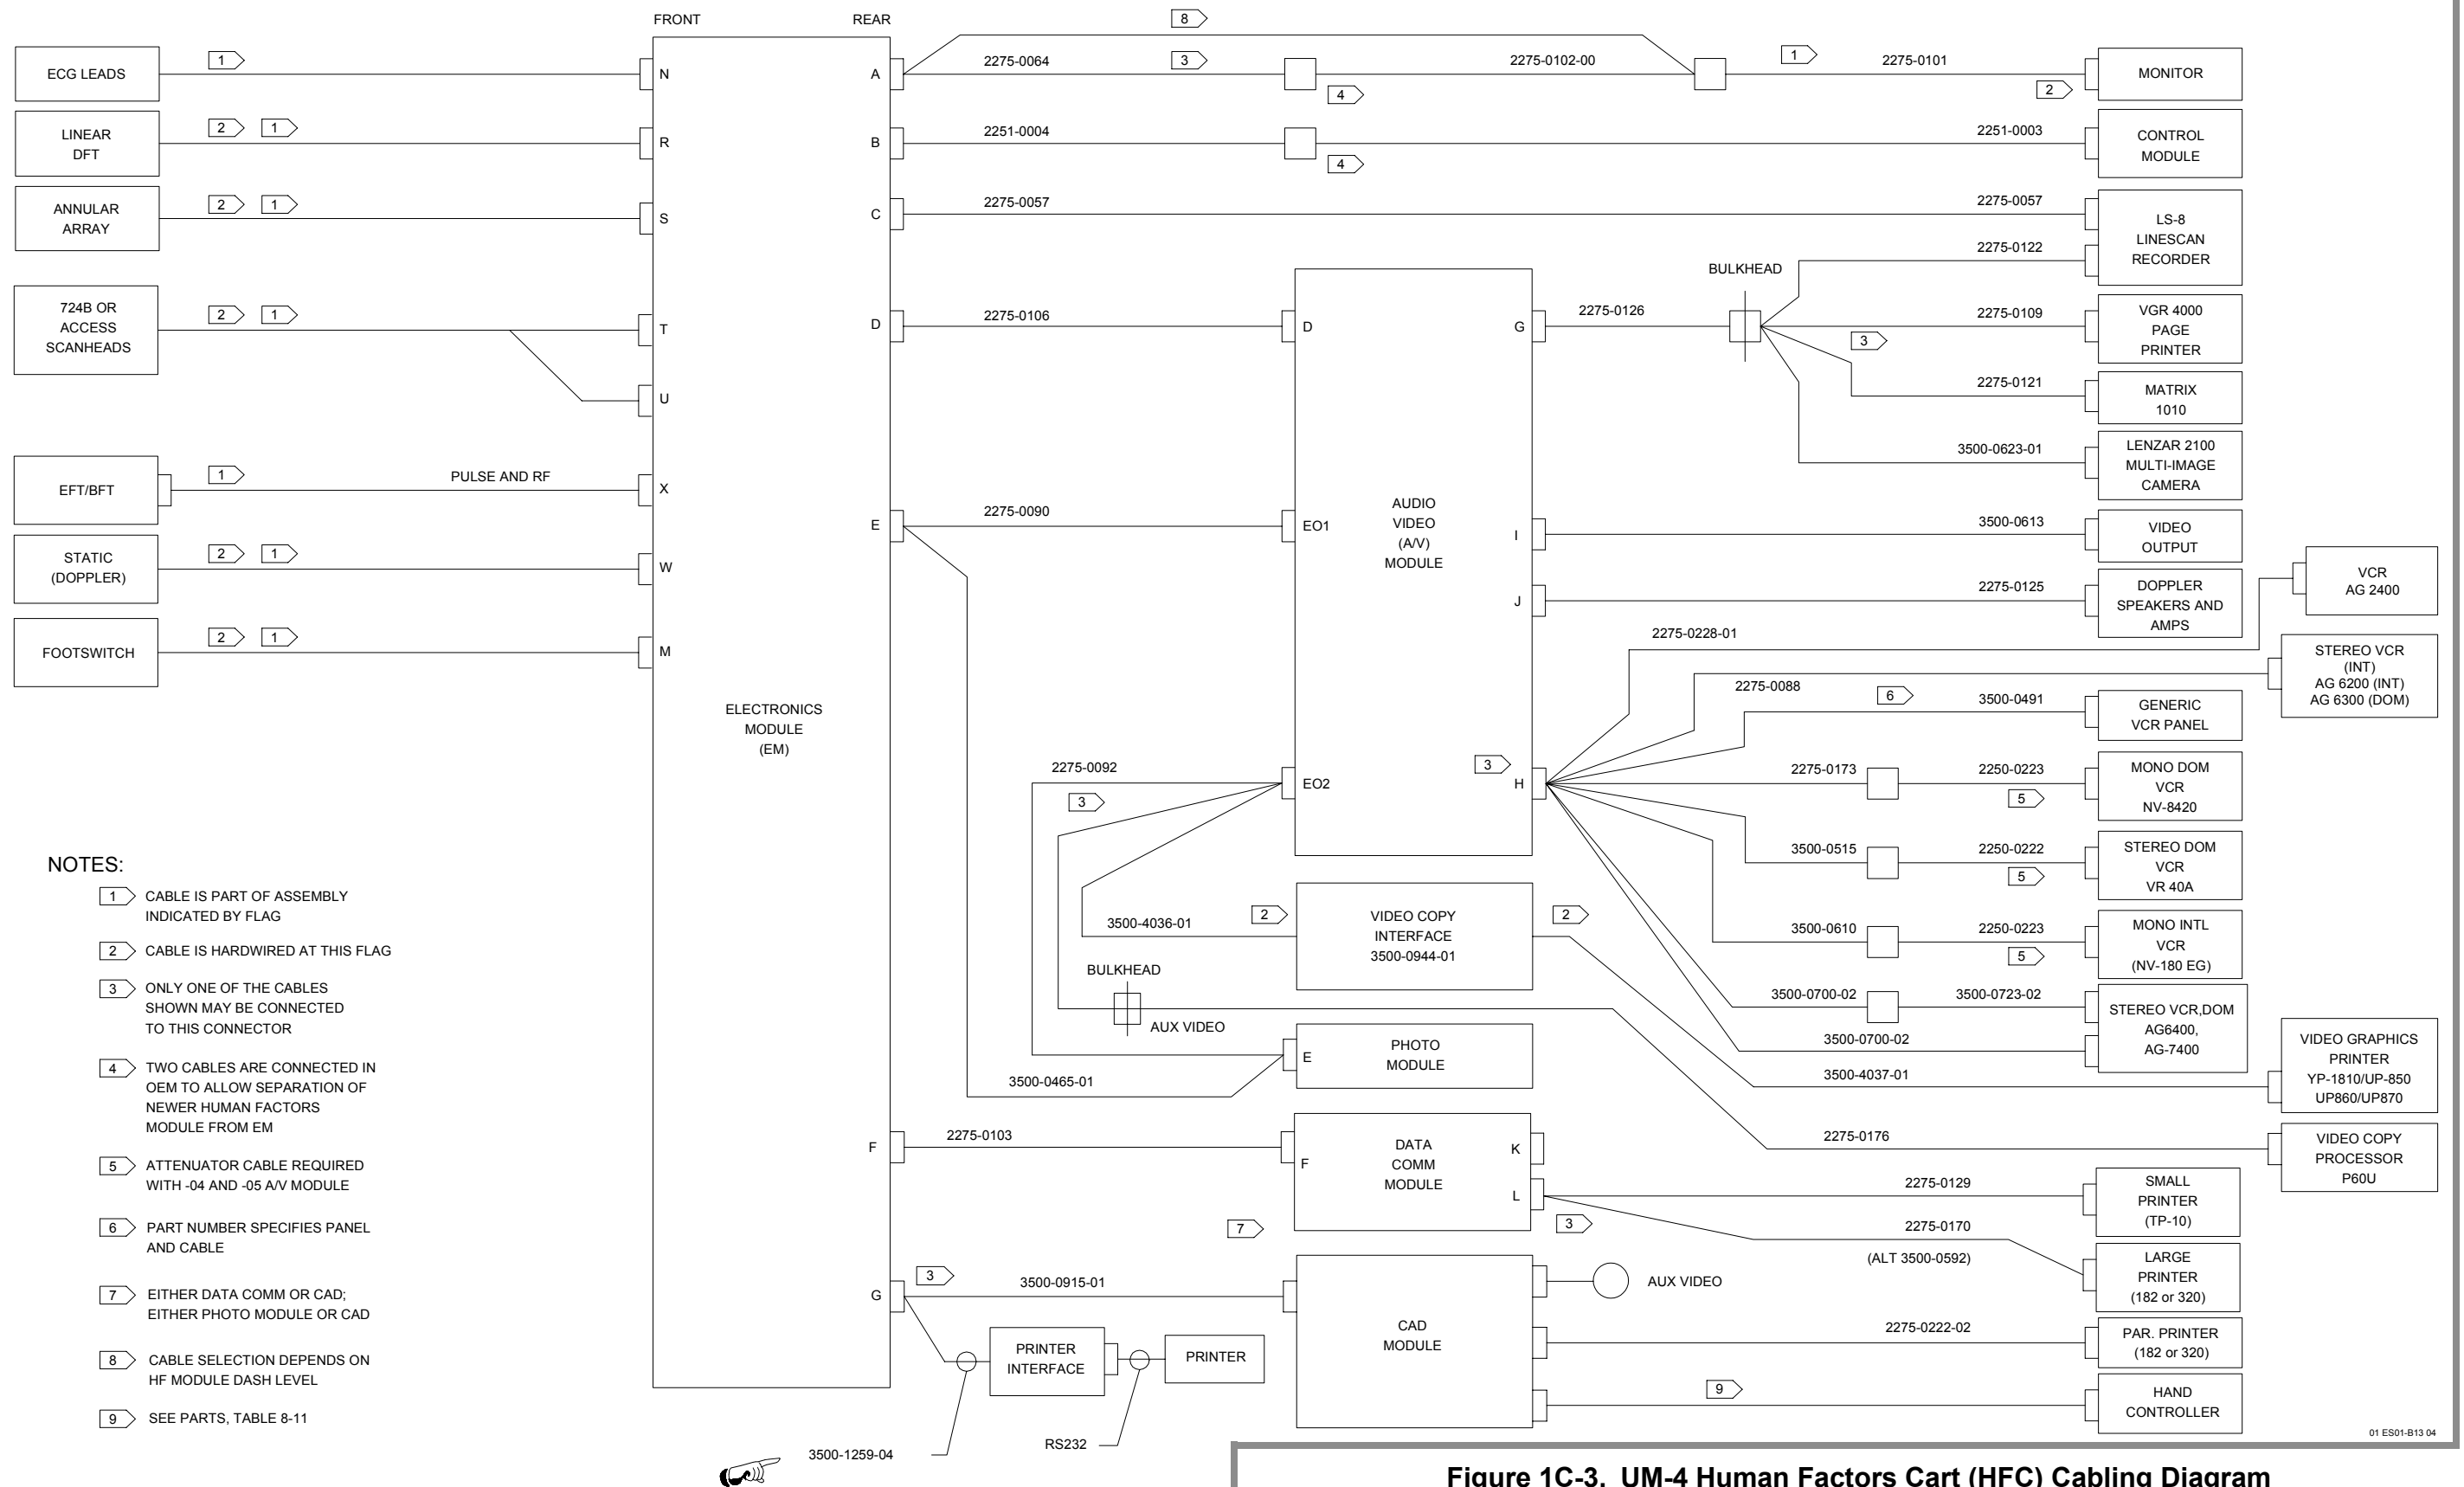 FRONT
REAR
8
ECG LEADS
1
N
A
2275-0064
3
4
2275-0102-00
1
2275-0101
2
MONITOR
LINEAR
DFT
2
1
R
B
2251-0004
4
2251-0003
CONTROL
MODULE
ANNULAR
ARRAY
2
1
S
C
2275-0057
2275-0057
LS-8
LINESCAN
RECORDER
2275-0122
724B OR
ACCESS
SCANHEADS
2
1
T
U
D
2275-0106
D
G
2275-0126
BULKHEAD
3
2275-0109
VGR 4000
PAGE
PRINTER
2275-0121
MATRIX
1010
3500-0623-01
LENZAR 2100
MULTI-IMAGE
CAMERA
EFT/BFT
1
PULSE AND RF
X
E
2275-0090
EO1
AUDIO
VIDEO
(A/V)
MODULE
I
3500-0613
VIDEO
OUTPUT
STATIC
(DOPPLER)
2
1
W
J
2275-0125
DOPPLER
SPEAKERS AND
AMPS
VCR
AG 2400
FOOTSWITCH
2
1
M
2275-0228-01
STEREO VCR
(INT)
AG 6200 (INT)
AG 6300 (DOM)
2275-0088
6
3500-0491
GENERIC
VCR PANEL
ELECTRONICS
MODULE
(EM)
2275-0092
3
EO2
3
H
2275-0173
2250-0223
5
MONO DOM
VCR
NV-8420
3500-0515
2250-0222
5
STEREO DOM
VCR
VR 40A
3500-4036-01
2
VIDEO COPY
INTERFACE
3500-0944-01
2
3500-0610
2250-0223
5
MONO INTL
VCR
(NV-180 EG)
BULKHEAD
AUX VIDEO
3500-0700-02
3500-0723-02
3500-0700-02
STEREO VCR,DOM
AG6400,
AG-7400
E
PHOTO
MODULE
3500-0465-01
3500-4037-01
VIDEO GRAPHICS
PRINTER
YP-1810/UP-850
UP860/UP870
F
2275-0103
F
DATA
COMM
MODULE
K
L
2275-0176
VIDEO COPY
PROCESSOR
P60U
7
3
2275-0129
SMALL
PRINTER
(TP-10)
2275-0170
(ALT 3500-0592)
LARGE
PRINTER
(182 or 320)
G
3
3500-0915-01
CAD
MODULE
AUX VIDEO
2275-0222-02
PAR. PRINTER
(182 or 320)
PRINTER
INTERFACE
PRINTER
9
HAND
CONTROLLER
3500-1259-04
RS232
NOTES:
1 CABLE IS PART OF ASSEMBLY
INDICATED BY FLAG
2 CABLE IS HARDWIRED AT THIS FLAG
3 ONLY ONE OF THE CABLES
SHOWN MAY BE CONNECTED
TO THIS CONNECTOR
4 TWO CABLES ARE CONNECTED IN
OEM TO ALLOW SEPARATION OF
NEWER HUMAN FACTORS
MODULE FROM EM
5 ATTENUATOR CABLE REQUIRED
WITH -04 AND -05 A/V MODULE
6 PART NUMBER SPECIFIES PANEL
AND CABLE
7 EITHER DATA COMM OR CAD;
EITHER PHOTO MODULE OR CAD
8 CABLE SELECTION DEPENDS ON
HF MODULE DASH LEVEL
9 SEE PARTS, TABLE 8-11
01 ES01-B13 04
Figure 1C-3. UM-4 Human Factors Cart (HFC) Cabling Diagram